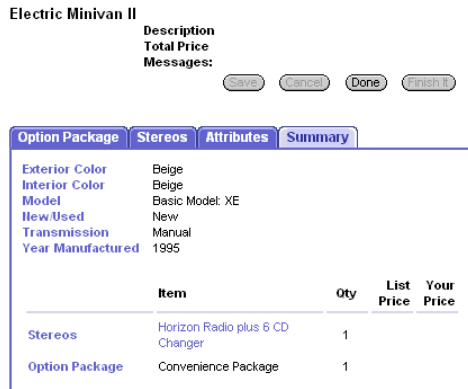 Electric Minivan II
Description
Total Price
Messages:
Save Cancel Done Finish It
Option Package Stereos Attributes Summary
Exterior Color Beige
Interior Color Beige
Model Basic Model: XE
New/Used New
Transmission Manual
Year Manufactured 1995
Item Qty List Price Your Price
Stereos Horizon Radio plus 6 CD Changer 1
Option Package Convenience Package 1